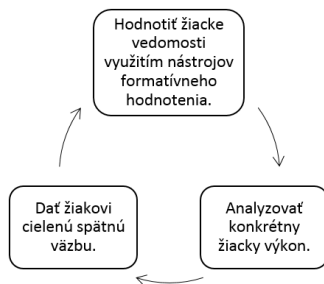 Hodnotiť žiacke
vedomosti
využitím nástrojov
formatívneho
hodnotenia.
Analyzovať
konkrétny
žiacky výkon.
Dať žiakovi
cielenú spätnú
väzbu.